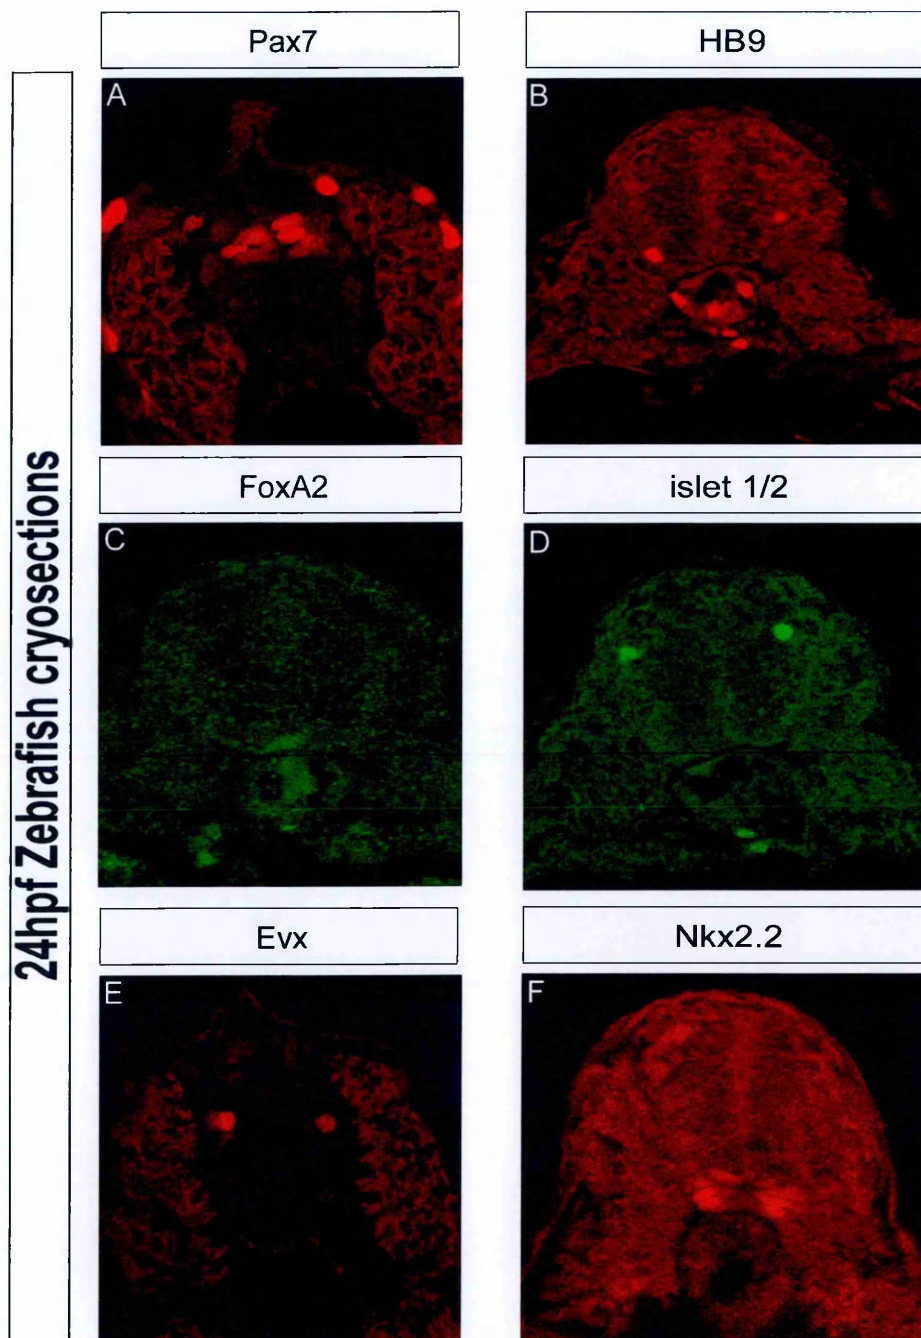 24hpf Zebrafish cryosections
Pax7
HB9
A
B
FoxA2
islet 1/2
C
D
Evx
Nkx2.2
E
F